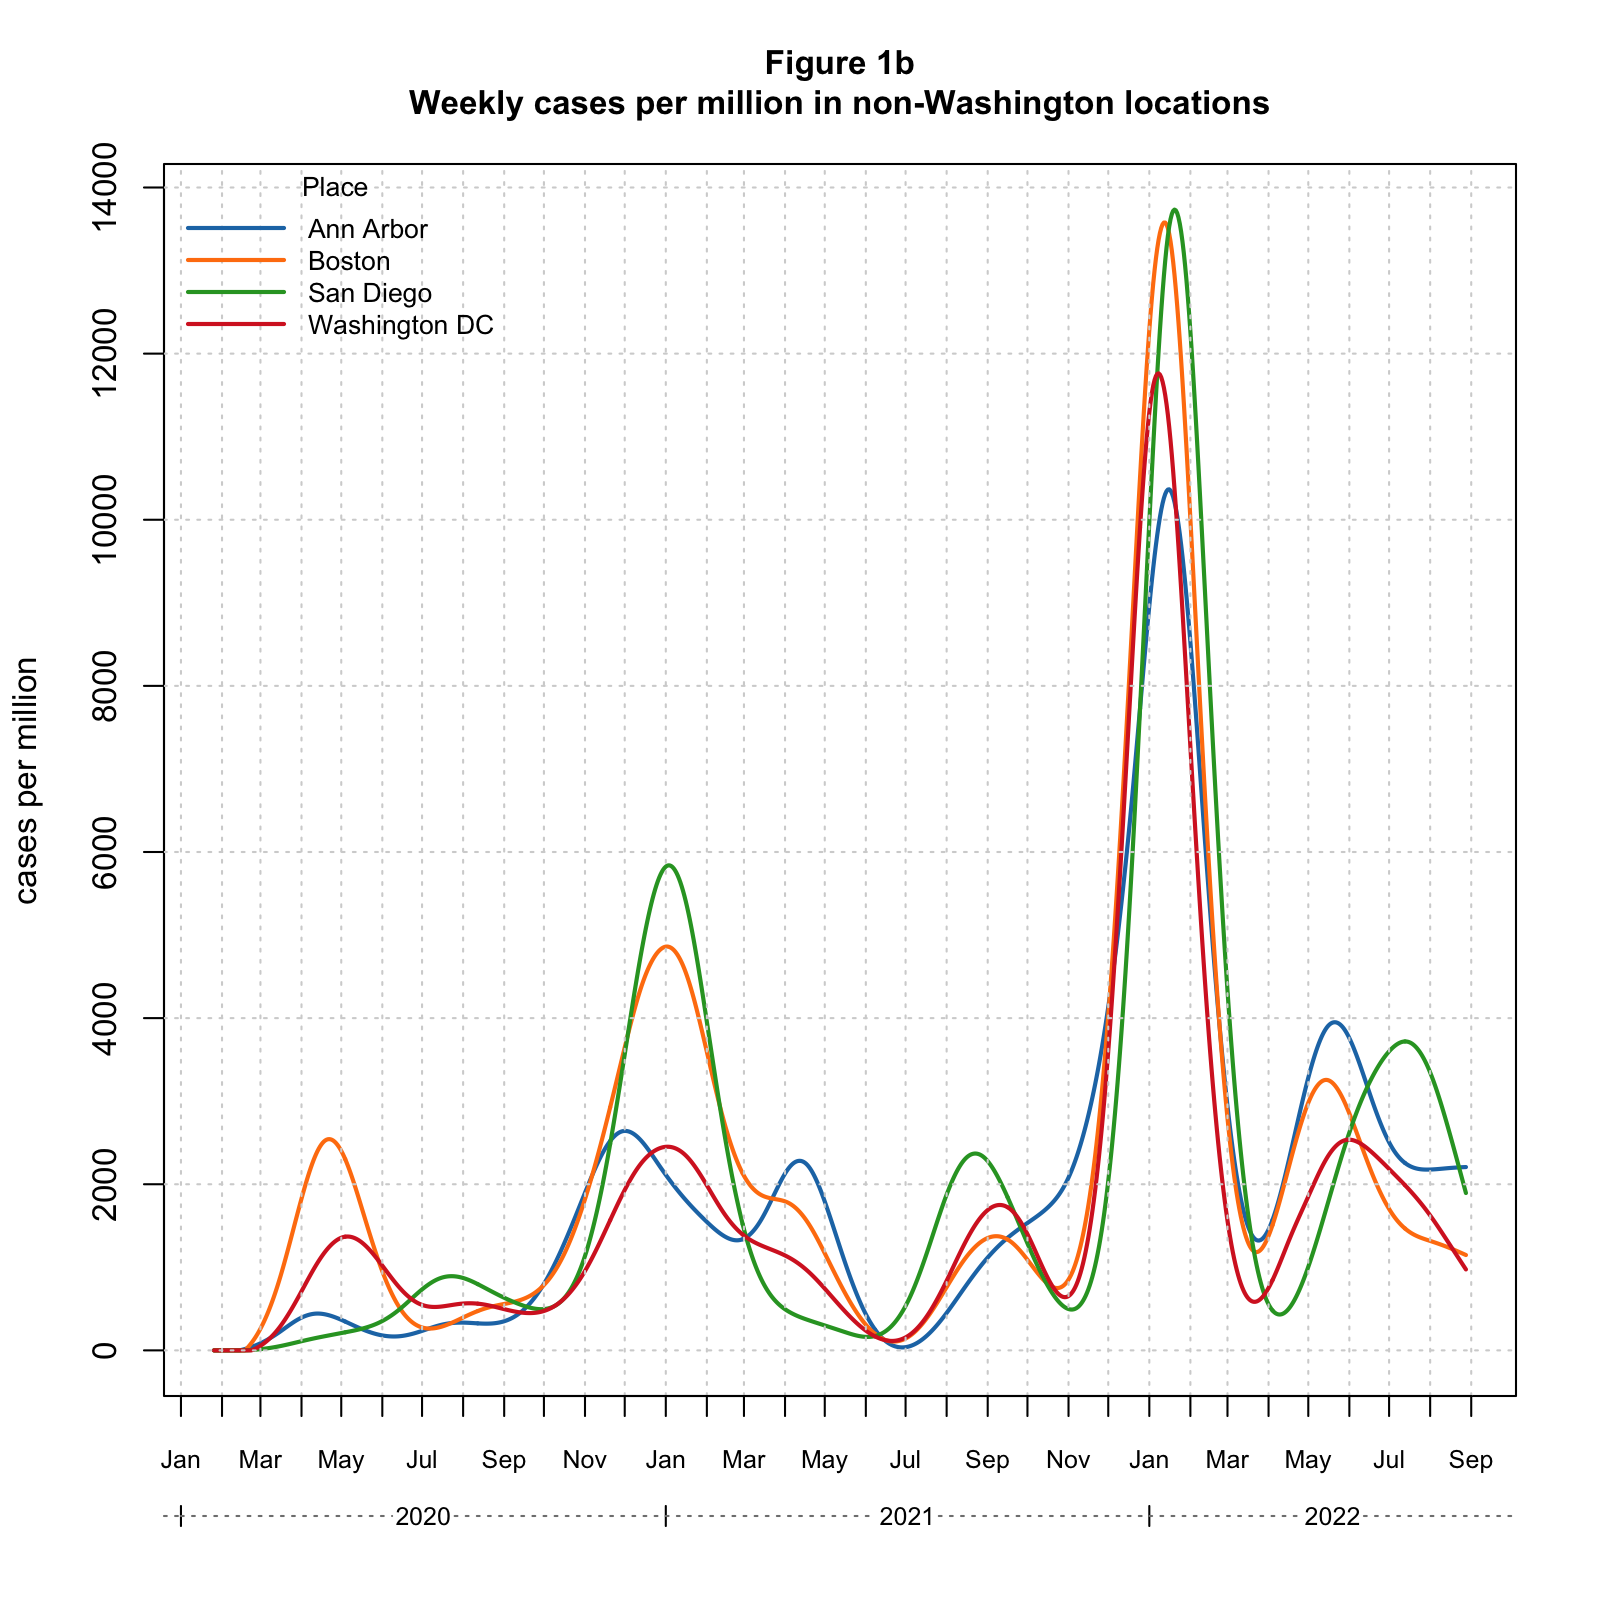 Figure 1b
Weekly cases per million in non-Washington locations
Place
Ann Arbor
Boston
San Diego
Washington DC
cases per million
14000
12000
10000
8000
6000
4000
2000
0
Jan Mar May Jul Sep Nov Jan Mar May Jul Sep Nov Jan Mar May Jul Sep
2020 2021 2022